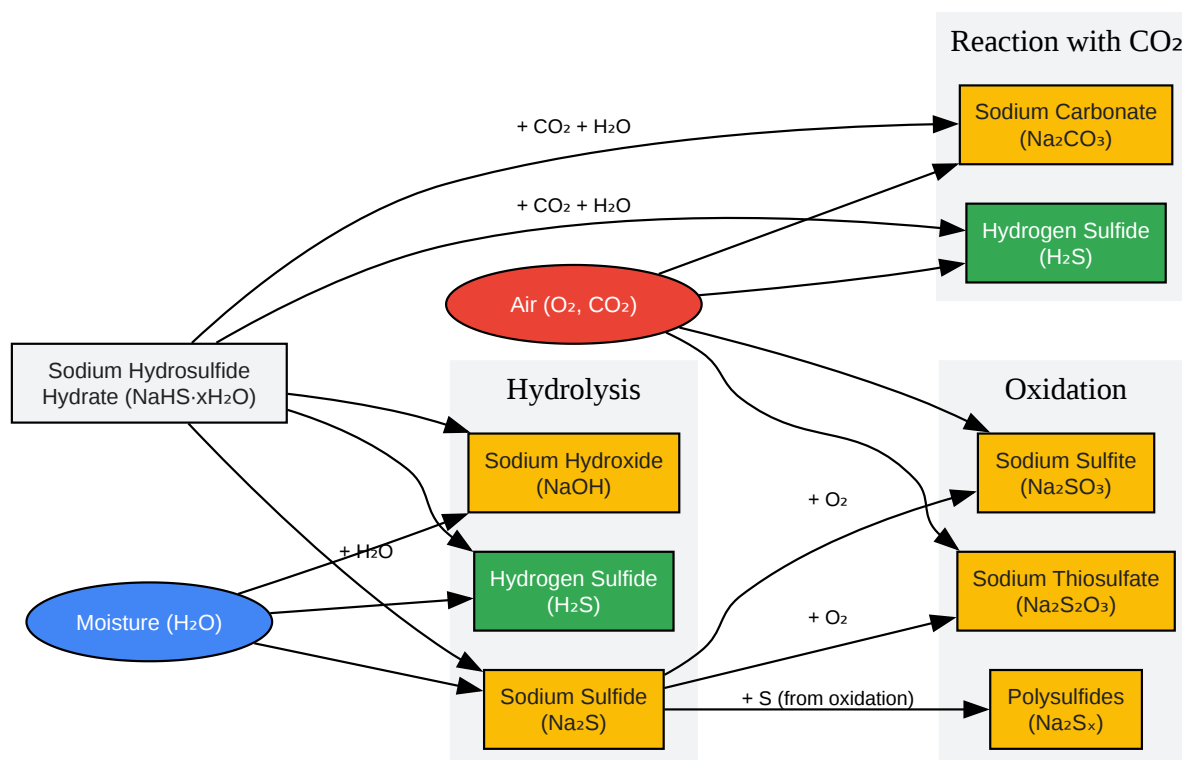 Reaction with CO₂
Sodium Carbonate
(Na₂CO₃)
+ CO₂ + H₂O
+ CO₂ + H₂O
Hydrogen Sulfide
(H₂S)
Air (O₂, CO₂)
Sodium Hydrosulfide
Hydrate (NaHS·xH₂O)
Hydrolysis
Oxidation
Sodium Hydroxide
(NaOH)
Sodium Sulfite
(Na₂SO₃)
+ O₂
+ H₂O
Hydrogen Sulfide
(H₂S)
Sodium Thiosulfate
(Na₂S₂O₃)
Moisture (H₂O)
+ O₂
Sodium Sulfide
(Na₂S)
+ S (from oxidation)
Polysulfides
(Na₂Sₓ)